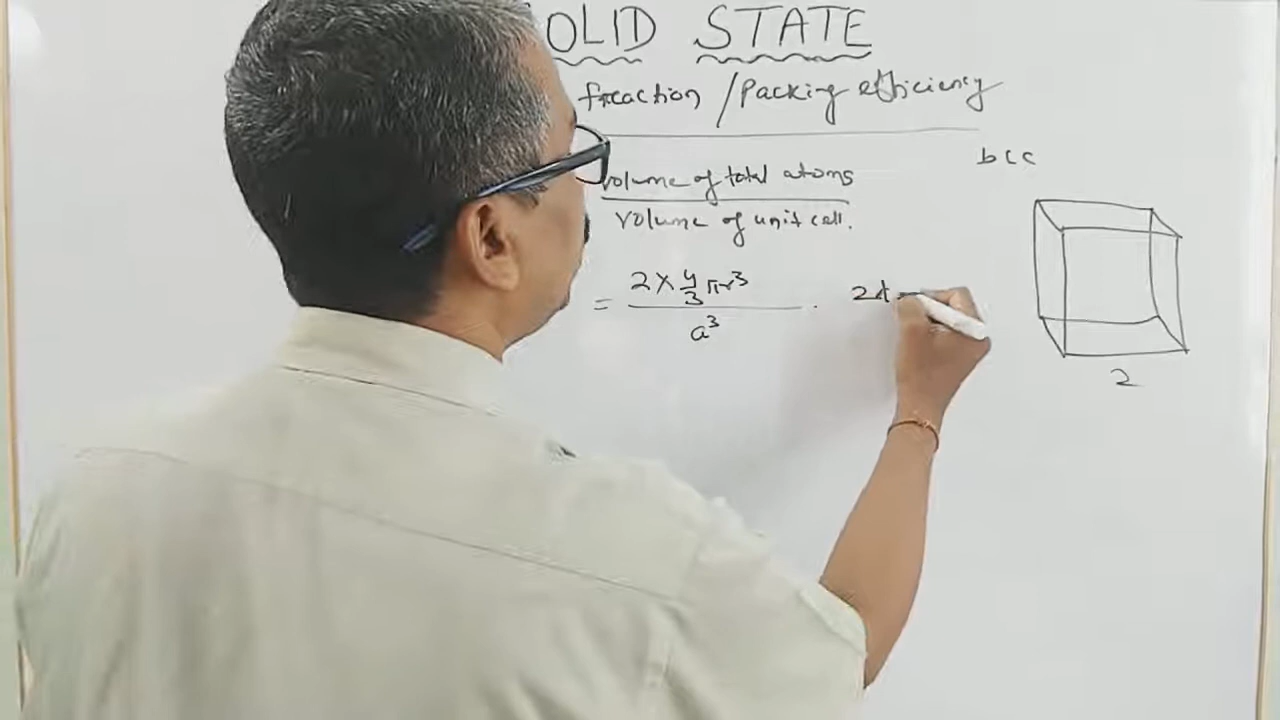 OLID STATE
fraction / Packing efficiency
bcc
volume of total atoms
volume of unit cell.
= 2 × 4/3 πr³
a³
2